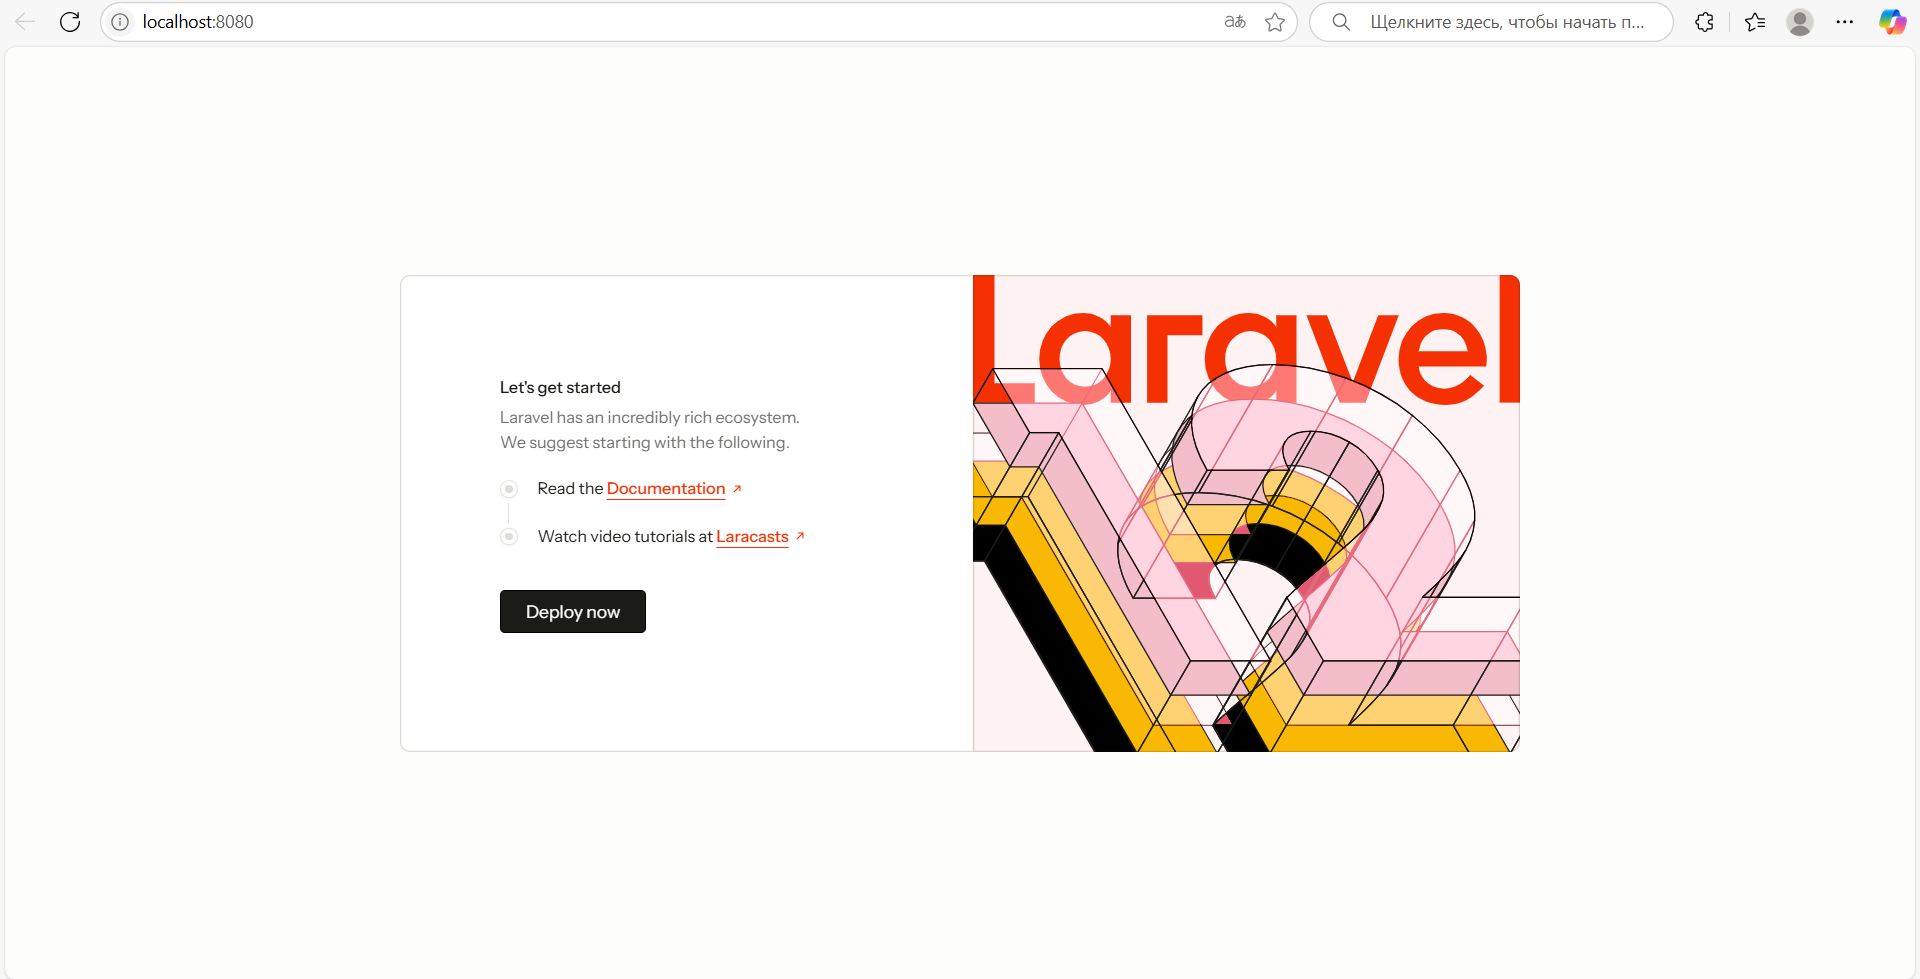 localhost:8080
Щелкните здесь, чтобы начать п...
Laravel
Let's get started
Laravel has an incredibly rich ecosystem.
We suggest starting with the following.
Read the Documentation
Watch video tutorials at Laracasts
Deploy now